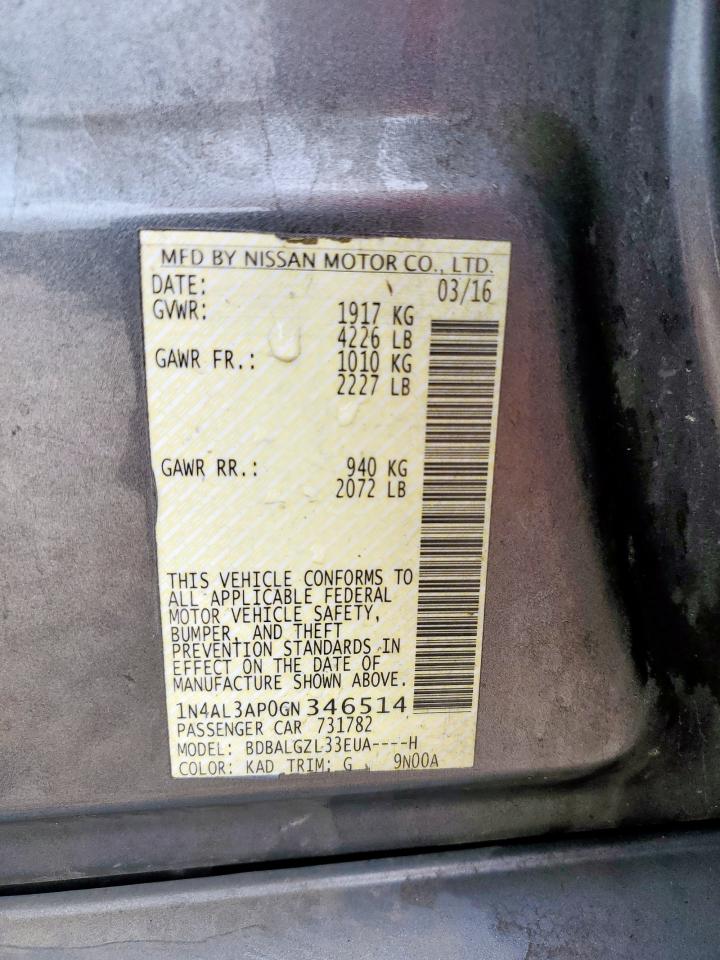 MFD BY NISSAN MOTOR CO., LTD.
DATE: 03/16
GVWR: 1917 KG
4226 LB
GAWR FR.: 1010 KG
2227 LB
GAWR RR.: 940 KG
2072 LB
THIS VEHICLE CONFORMS TO
ALL APPLICABLE FEDERAL
MOTOR VEHICLE SAFETY,
BUMPER, AND THEFT
PREVENTION STANDARDS IN
EFFECT ON THE DATE OF
MANUFACTURE SHOWN ABOVE.
1N4AL3AP0GN346514
PASSENGER CAR 731782
MODEL: BDBALGZL33EUA----H
COLOR: KAD TRIM: G 9N00A